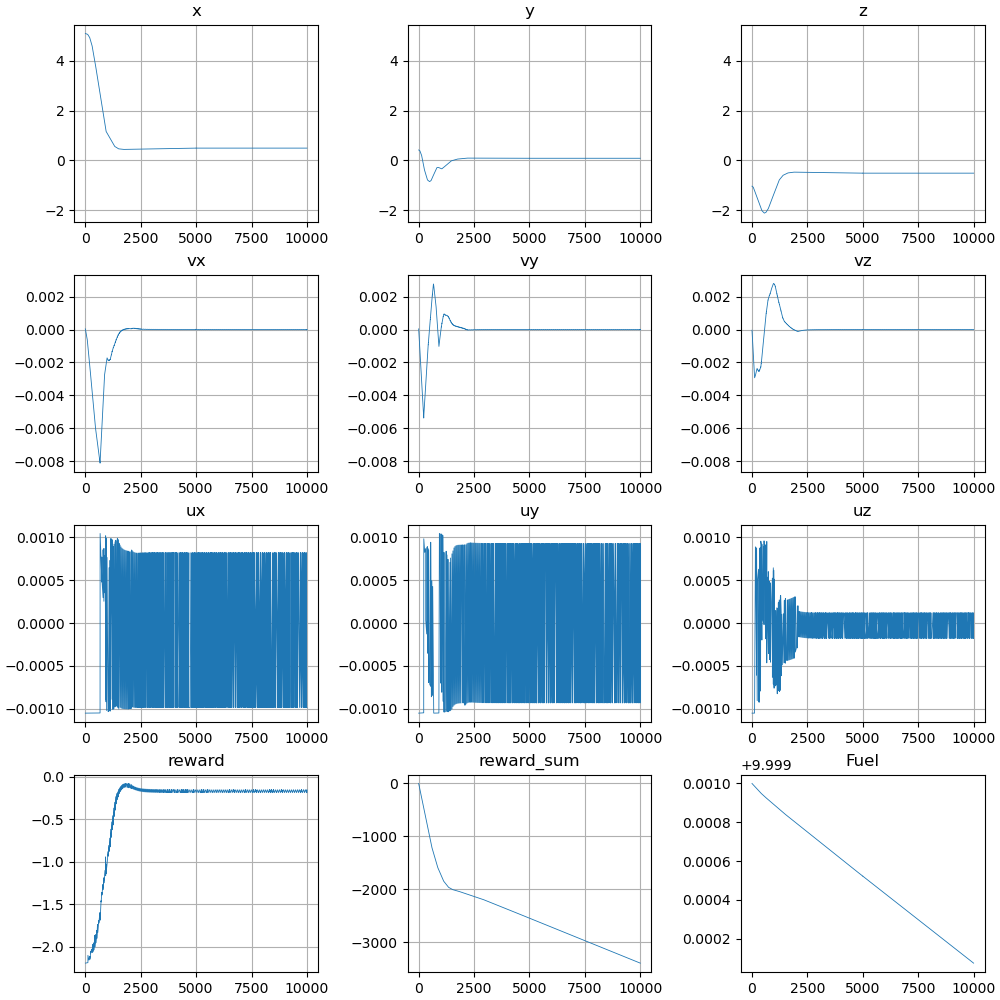 x y z
4 4 4
2 2 2
0 0 0
−2 −2 −2
0 2500 5000 7500 10000 0 2500 5000 7500 10000 0 2500 5000 7500 10000
vx vy vz
0.002 0.002 0.002
0.000 0.000 0.000
−0.002 −0.002 −0.002
−0.004 −0.004 −0.004
−0.006 −0.006 −0.006
−0.008 −0.008 −0.008
0 2500 5000 7500 10000 0 2500 5000 7500 10000 0 2500 5000 7500 10000
ux uy uz
0.0010 0.0010 0.0010
0.0005 0.0005 0.0005
0.0000 0.0000 0.0000
−0.0005 −0.0005 −0.0005
−0.0010 −0.0010 −0.0010
0 2500 5000 7500 10000 0 2500 5000 7500 10000 0 2500 5000 7500 10000
reward reward_sum +9.999 Fuel
0.0 0 0.0010
−0.5 −1000 0.0008
−1.0 −2000 0.0006
−1.5 −3000 0.0004
−2.0 0.0002
0 2500 5000 7500 10000 0 2500 5000 7500 10000 0 2500 5000 7500 10000